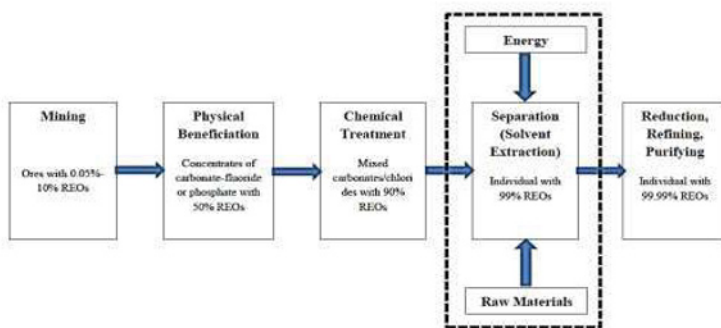 Energy
Mining
Ores with 0.05%-
10% REOs
Physical
Beneficiation
Concentrates of
carbonate-fluoride
or phosphate with
50% REOs
Chemical
Treatment
Mixed
carbonates/chlori
des with 90%
REOs
Separation
(Solvent
Extraction)
Individual with
99% REOs
Reduction,
Refining,
Purifying
Individual with
99.99% REOs
Raw Materials